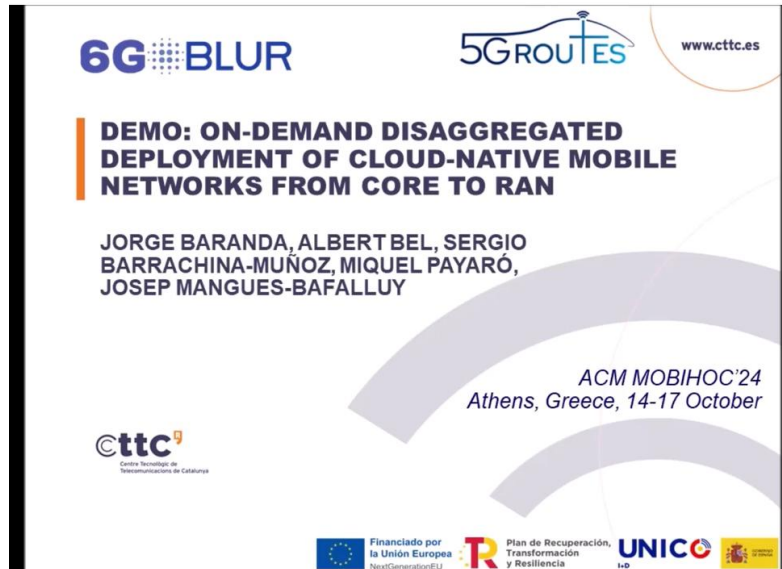 6G BLUR
5GROUTES
www.cttc.es
DEMO: ON-DEMAND DISAGGREGATED
DEPLOYMENT OF CLOUD-NATIVE MOBILE
NETWORKS FROM CORE TO RAN
JORGE BARANDA, ALBERT BEL, SERGIO
BARRACHINA-MUÑOZ, MIQUEL PAYARÓ,
JOSEP MANGUES-BAFALLUY
ACM MOBIHOC'24
Athens, Greece, 14-17 October
cttc
Centre Tecnològic de
Telecomunicacions de Catalunya
Financiado por
la Unión Europea
NextGenerationEU
Plan de Recuperación,
Transformación
y Resiliencia
UNICO
I+D